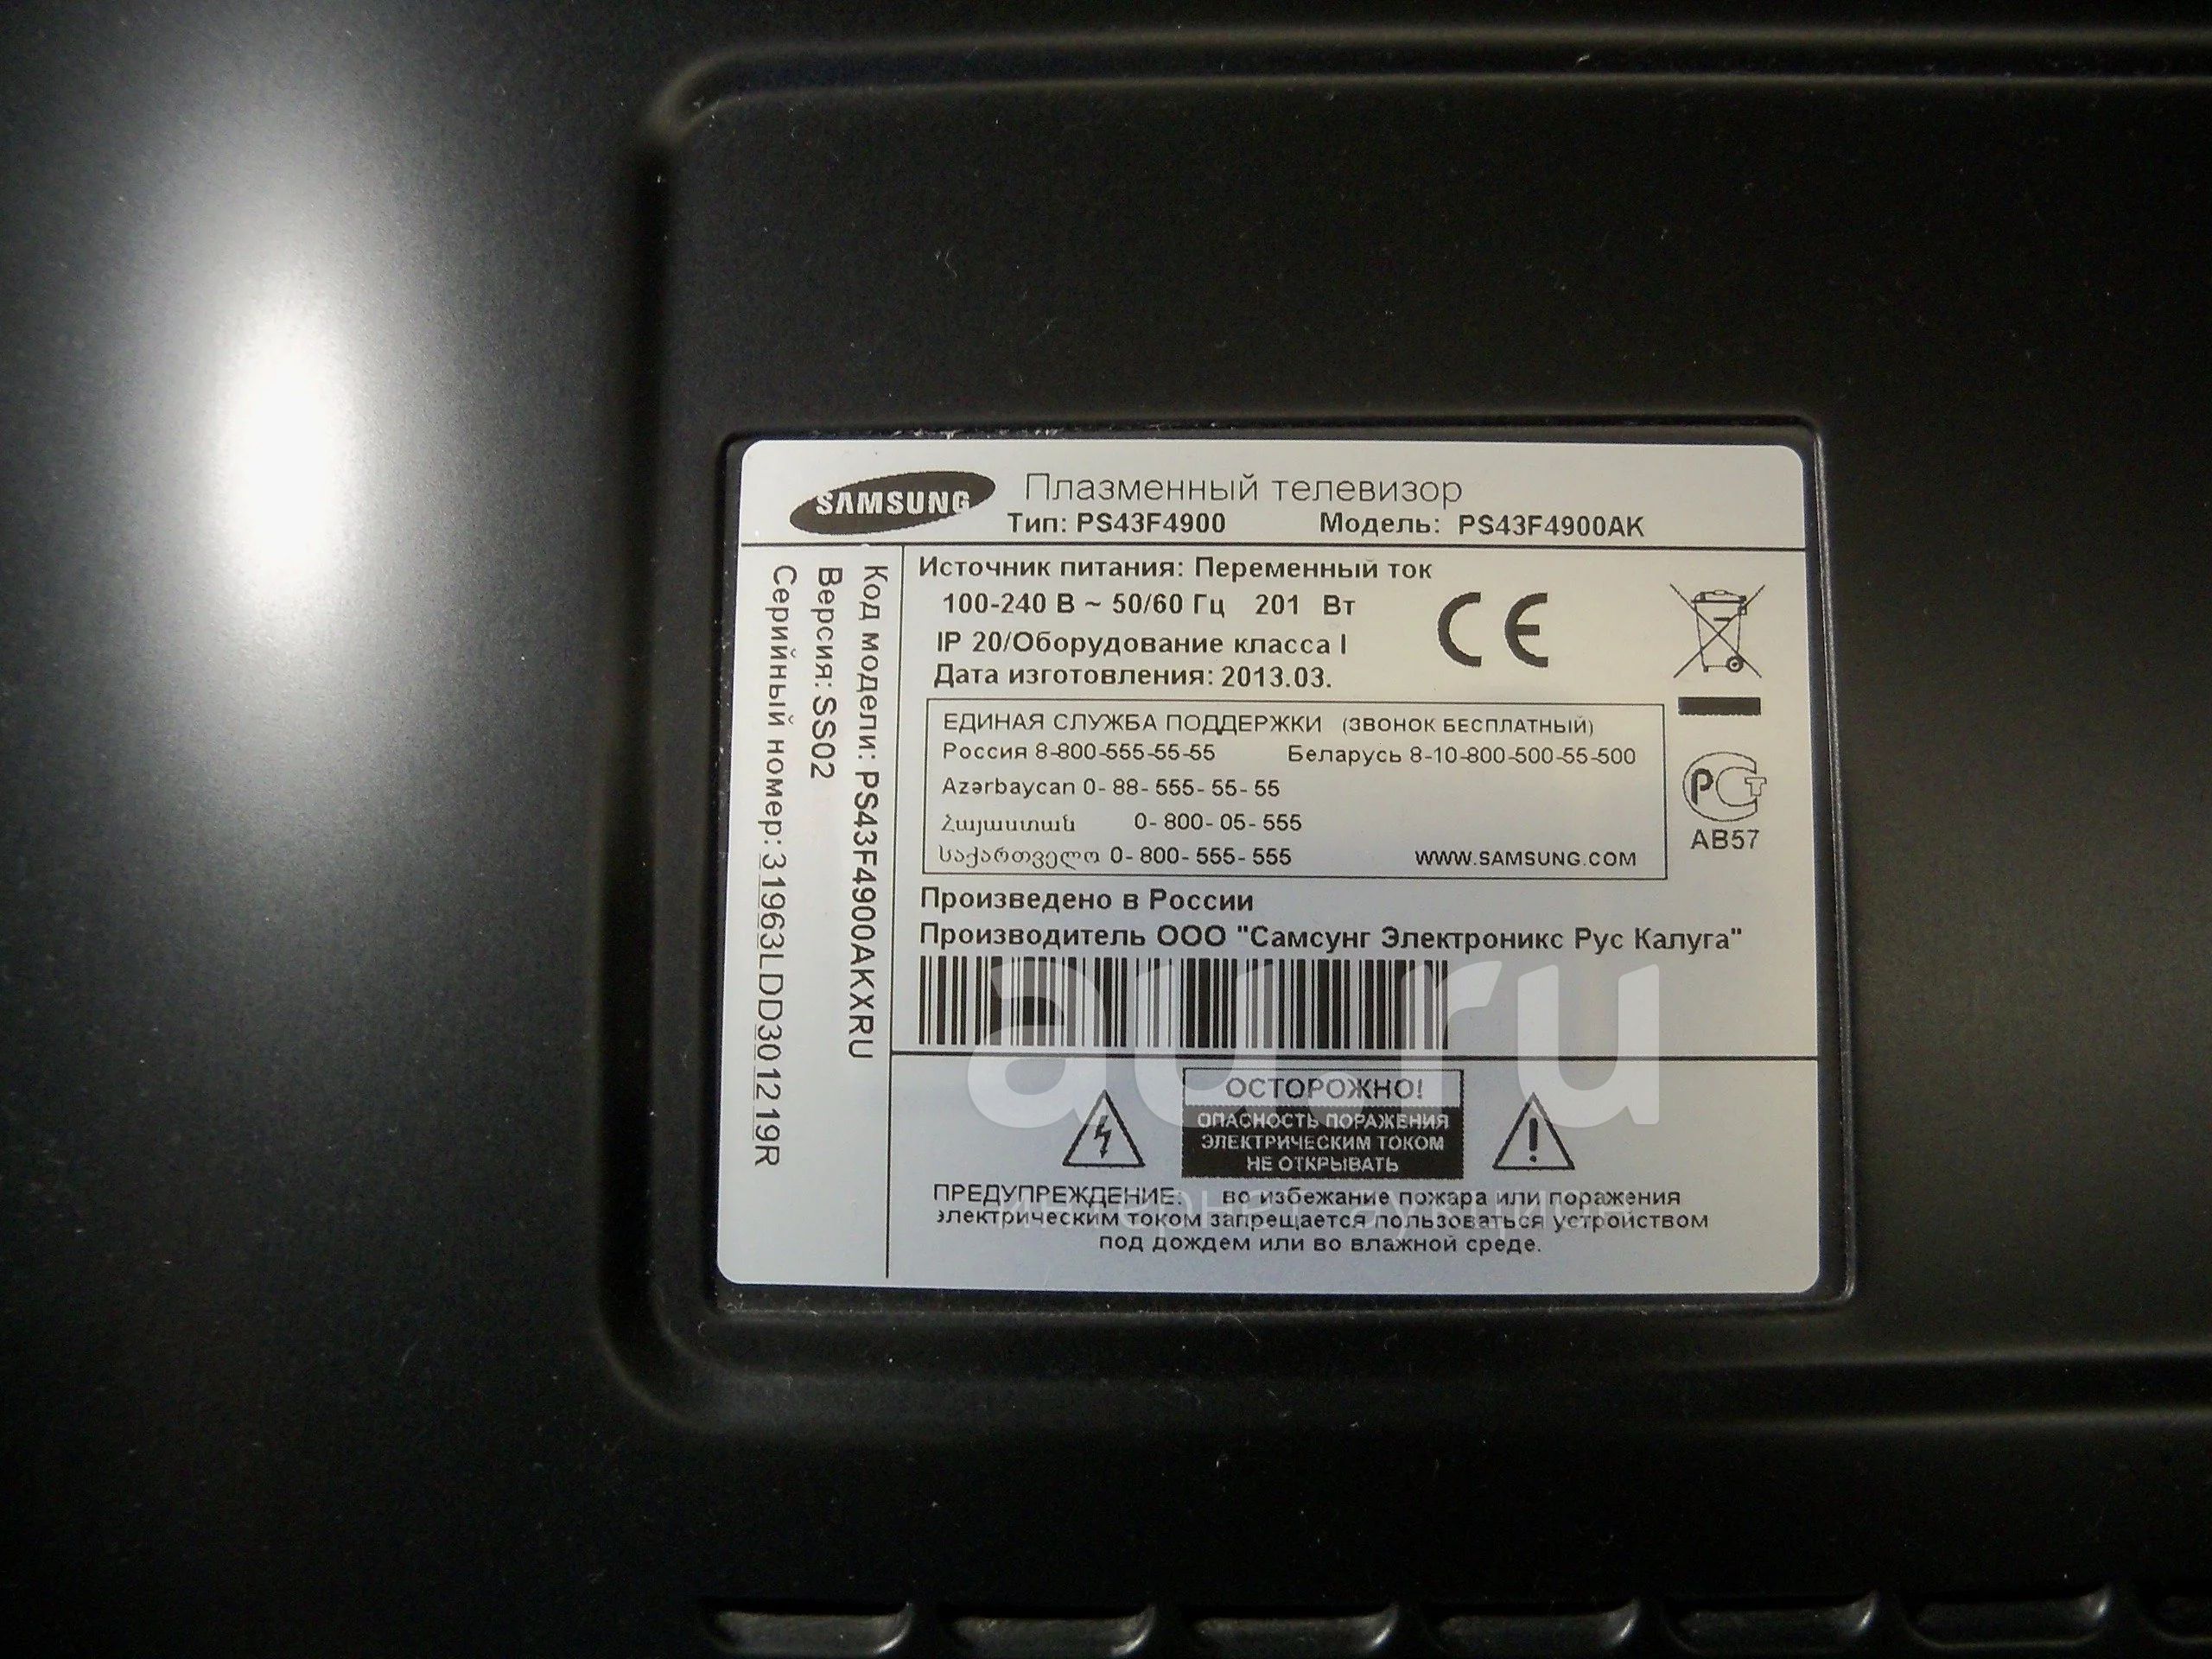 SAMSUNG Плазменный телевизор
Тип: PS43F4900 Модель: PS43F4900AK
Код модели: PS43F4900AKXRU
Версия: SS02
Серийный номер: 31963LDD301219R
Источник питания: Переменный ток
100-240 В ~ 50/60 Гц 201 Вт
IP 20/Оборудование класса I
Дата изготовления: 2013.03.
CE
ЕДИНАЯ СЛУЖБА ПОДДЕРЖКИ (ЗВОНОК БЕСПЛАТНЫЙ)
Россия 8-800-555-55-55 Беларусь 8-10-800-500-55-500
Azərbaycan 0- 88- 555- 55- 55
Հայաստան 0- 800- 05- 555
საქართველო 0- 800- 555- 555 WWW.SAMSUNG.COM
РСТ
АВ57
Произведено в России
Производитель ООО "Самсунг Электроникс Рус Калуга"
au.ru
ОСТОРОЖНО!
ОПАСНОСТЬ ПОРАЖЕНИЯ
ЭЛЕКТРИЧЕСКИМ ТОКОМ
НЕ ОТКРЫВАТЬ
ПРЕДУПРЕЖДЕНИЕ: во избежание пожара или поражения
интернет-аукцион
электрическим током запрещается пользоваться устройством
под дождем или во влажной среде.